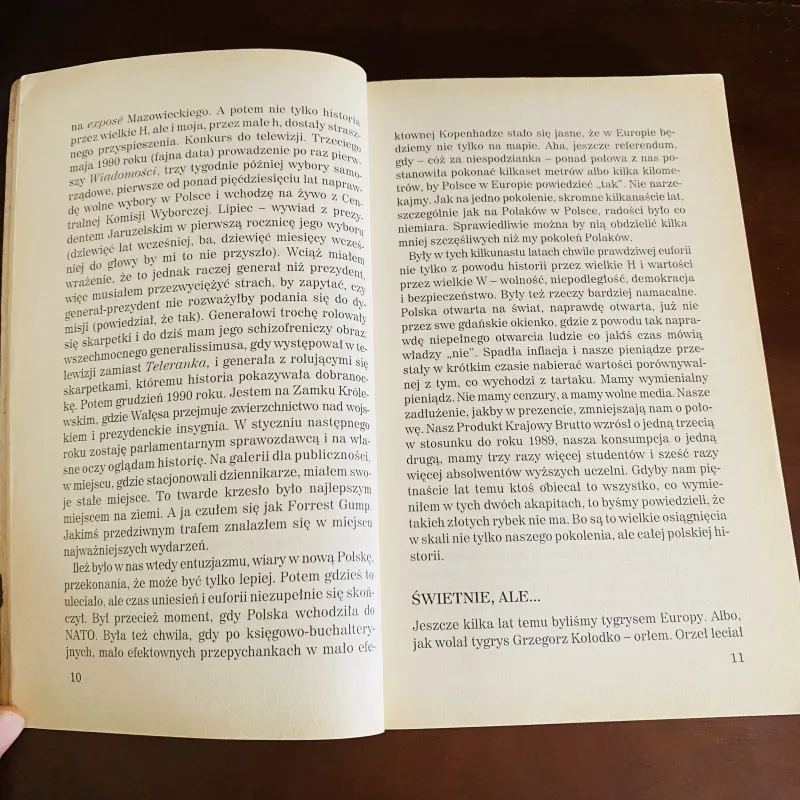 na exposé Mazowieckiego. A potem nie tylko historia
przez wielkie H, ale i moja, przez małe h, dostały strasz-
nego przyspieszenia. Konkurs do telewizji. Trzeciego
maja 1990 roku (fajna data) prowadzenie po raz pierw-
szy Wiadomości, trzy tygodnie później wybory samo-
rządowe, pierwsze od ponad pięćdziesięciu lat napraw-
dę wolne wybory w Polsce i wchodzę na żywo z Cen-
tralnej Komisji Wyborczej. Lipiec – wywiad z prezy-
dentem Jaruzelskim w pierwszą rocznicę jego wyboru
(dziewięć lat wcześniej, ba, dziewięć miesięcy wcześ-
niej do głowy by mi to nie przyszło). Wciąż miałem
wrażenie, że to jednak raczej generał niż prezydent,
więc musiałem przezwyciężyć strach, by zapytać, czy
generał-prezydent nie rozważyłby podania się do dy-
misji (powiedział, że tak). Generałowi trochę rolowały
się skarpetki i do dziś mam jego schizofreniczy obraz:
wszechmocnego generalissimusa, gdy występował w te-
lewizji zamiast Teleranka, i generała z rolującymi się
skarpetkami, któremu historia pokazywała dobranoc-
kę. Potem grudzień 1990 roku. Jestem na Zamku Króle-
wskim, gdzie Wałęsa przejmuje zwierzchnictwo nad woj-
skiem i prezydenckie insygnia. W styczniu następnego
roku zostaję parlamentarnym sprawozdawcą i na wła-
sne oczy oglądam historię. Na galerii dla publiczności,
w miejscu, gdzie stacjonowali dziennikarze, miałem swo-
je stałe miejsce. To twarde krzesło było najlepszym
miejscem na ziemi. A ja czułem się jak Forrest Gump.
Jakimś przedziwnym trafem znalazłem się w miejscu
najważniejszych wydarzeń.
Ileż było w nas wtedy entuzjazmu, wiary w nową Polskę,
przekonania, że może być tylko lepiej. Potem gdzieś to
uleciało, ale czas uniesień i euforii niezupełnie się skoń-
czył. Był przecież moment, gdy Polska wchodziła do
NATO. Była też chwila, gdy po księgowo-buchaltery-
jnych, mało efektownych przepychankach w mało efe-
10
ktownej Kopenhadze stało się jasne, że w Europie bę-
dziemy nie tylko na mapie. Aha, jeszcze referendum,
gdy – cóż za niespodzianka – ponad połowa z nas po-
stanowiła pokonać kilkaset metrów albo kilka kilome-
trów, by Polsce w Europie powiedzieć „tak". Nie narze-
kajmy. Jak na jedno pokolenie, skromne kilkanaście lat,
szczególnie jak na Polaków w Polsce, radości było co
niemiara. Sprawiedliwie można by nią obdzielić kilka
mniej szczęśliwych niż my pokoleń Polaków.
Były w tych kilkunastu latach chwile prawdziwej euforii
nie tylko z powodu historii przez wielkie H i wartości
przez wielkie W – wolność, niepodległość, demokracja
i bezpieczeństwo. Były też rzeczy bardziej namacalne.
Polska otwarta na świat, naprawdę otwarta, już nie
przez swe gdańskie okienko, gdzie z powodu tak napra-
wdę niepełnego otwarcia ludzie co jakiś czas mówią
władzy „nie". Spadła inflacja i nasze pieniądze prze-
stały w krótkim czasie nabierać wartości porównywal-
nej z tym, co wychodzi z tartaku. Mamy wymienialny
pieniądz. Nie mamy cenzury, a mamy wolne media. Nasze
zadłużenie, jakby w prezencie, zmniejszają nam o poło-
wę. Nasz Produkt Krajowy Brutto wzrósł o jedną trzecią
w stosunku do roku 1989, nasza konsumpcja o jedną
drugą, mamy trzy razy więcej studentów i sześć razy
więcej absolwentów wyższych uczelni. Gdyby nam pięt-
naście lat temu ktoś obiecał to wszystko, co wymie-
niłem w tych dwóch akapitach, to byśmy powiedzieli, że
takich złotych rybek nie ma. Bo są to wielkie osiągnięcia
w skali nie tylko naszego pokolenia, ale całej polskiej hi-
storii.
ŚWIETNIE, ALE...
Jeszcze kilka lat temu byliśmy tygrysem Europy. Albo,
jak wołał tygrys Grzegorz Kołodko – orłem. Orzeł leciał
11